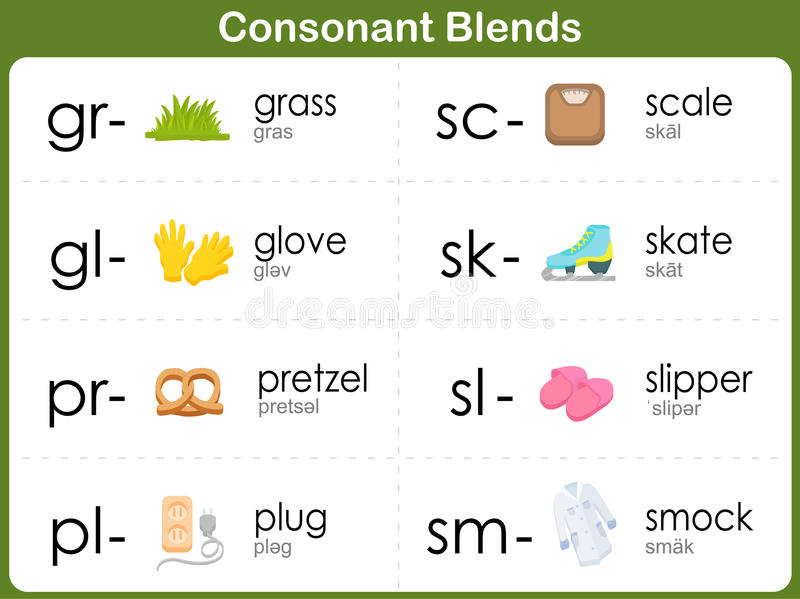 Consonant Blends
gr-
grass
gras
sc-
scale
skāl
gl-
glove
gləv
sk-
skate
skāt
pr-
pretzel
pretsəl
sl-
slipper
ˈslipər
pl-
plug
pləg
sm-
smock
smäk
dreamstime